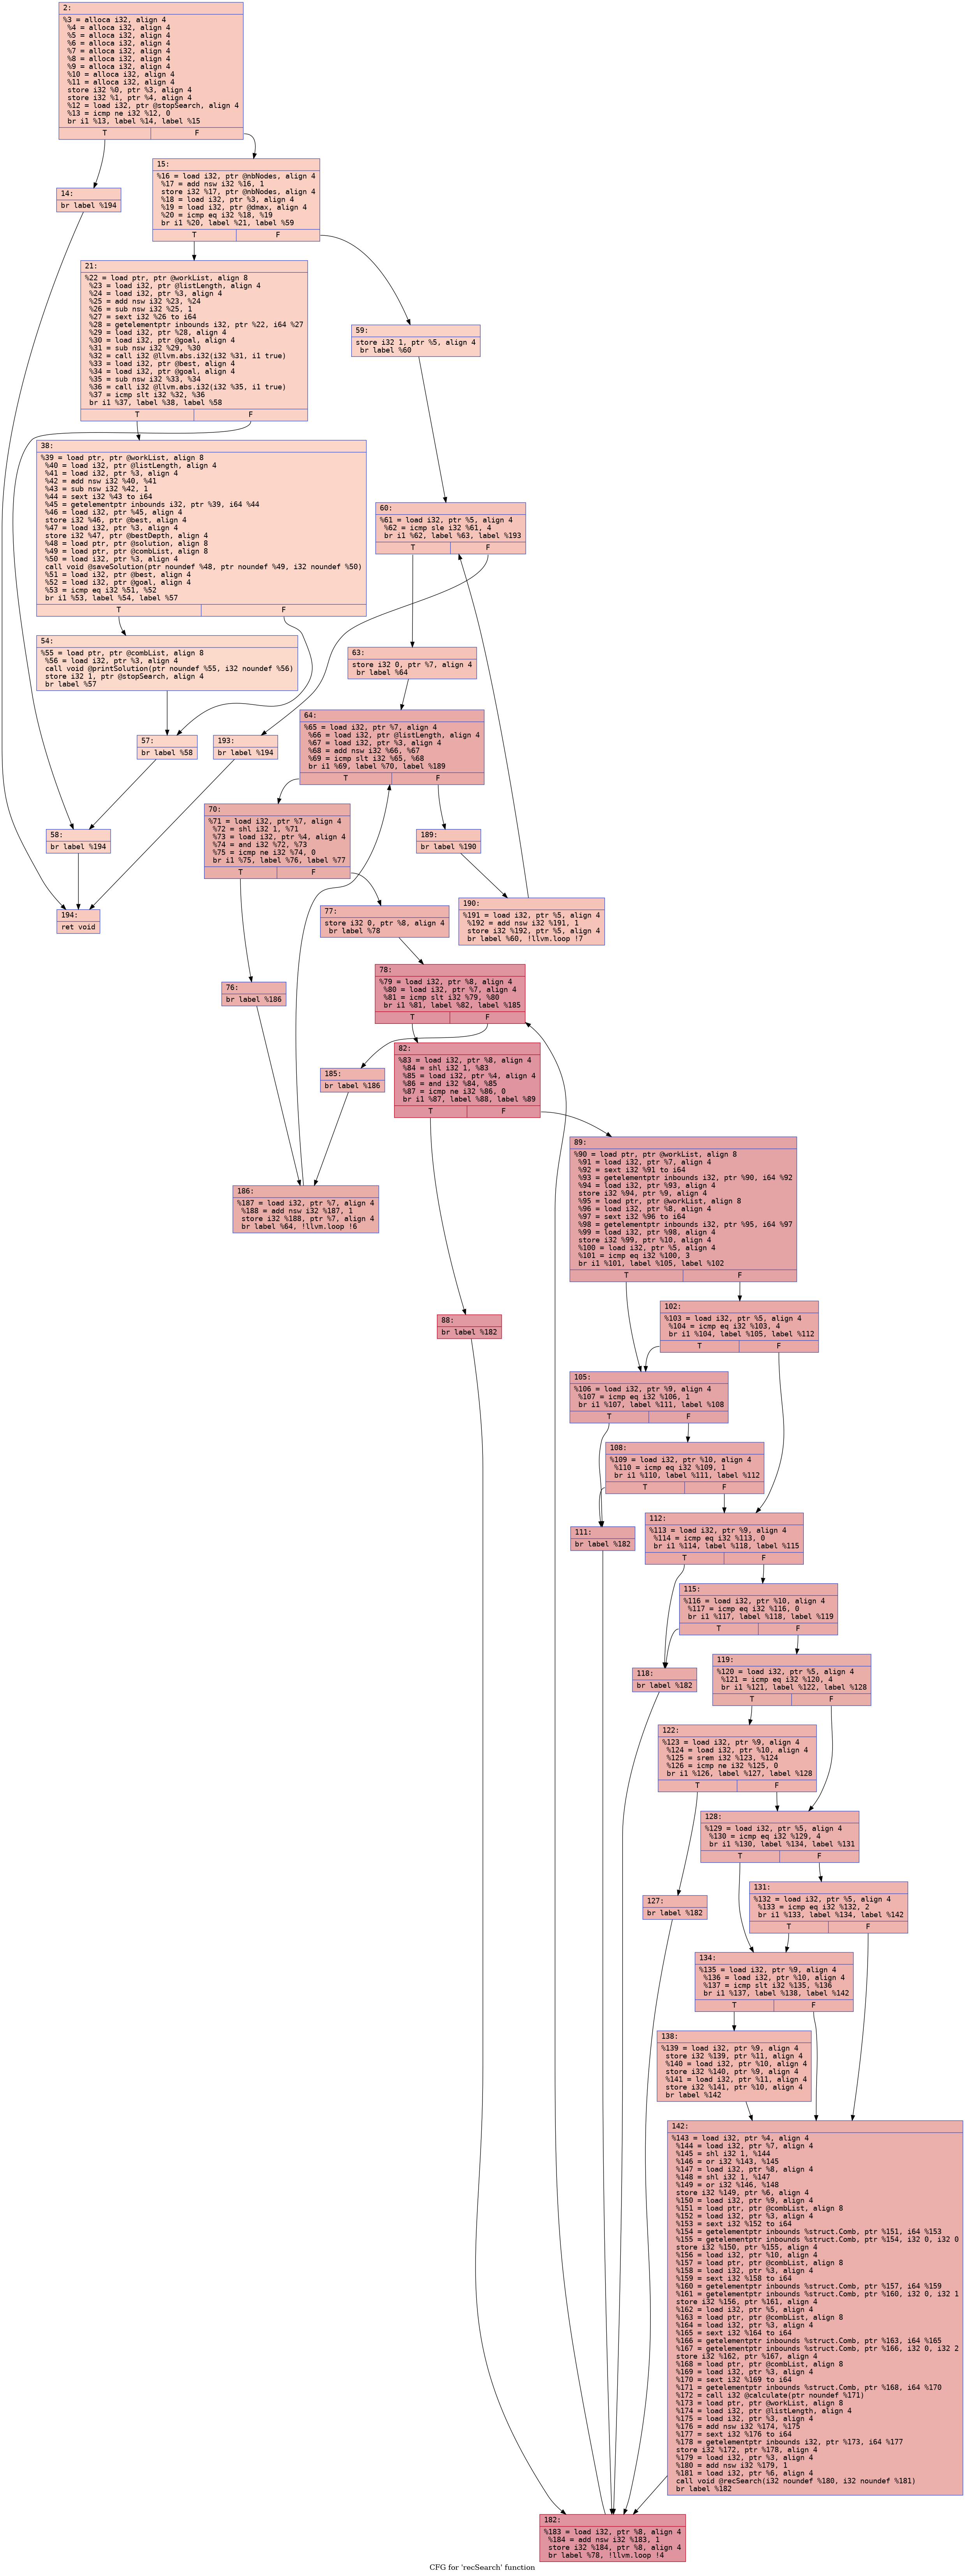 2:
%3 = alloca i32, align 4
%4 = alloca i32, align 4
%5 = alloca i32, align 4
%6 = alloca i32, align 4
%7 = alloca i32, align 4
%8 = alloca i32, align 4
%9 = alloca i32, align 4
%10 = alloca i32, align 4
%11 = alloca i32, align 4
store i32 %0, ptr %3, align 4
store i32 %1, ptr %4, align 4
%12 = load i32, ptr @stopSearch, align 4
%13 = icmp ne i32 %12, 0
br i1 %13, label %14, label %15
T F
14:
br label %194
15:
%16 = load i32, ptr @nbNodes, align 4
%17 = add nsw i32 %16, 1
store i32 %17, ptr @nbNodes, align 4
%18 = load i32, ptr %3, align 4
%19 = load i32, ptr @dmax, align 4
%20 = icmp eq i32 %18, %19
br i1 %20, label %21, label %59
T F
21:
%22 = load ptr, ptr @workList, align 8
%23 = load i32, ptr @listLength, align 4
%24 = load i32, ptr %3, align 4
%25 = add nsw i32 %23, %24
%26 = sub nsw i32 %25, 1
%27 = sext i32 %26 to i64
%28 = getelementptr inbounds i32, ptr %22, i64 %27
%29 = load i32, ptr %28, align 4
%30 = load i32, ptr @goal, align 4
%31 = sub nsw i32 %29, %30
%32 = call i32 @llvm.abs.i32(i32 %31, i1 true)
%33 = load i32, ptr @best, align 4
%34 = load i32, ptr @goal, align 4
%35 = sub nsw i32 %33, %34
%36 = call i32 @llvm.abs.i32(i32 %35, i1 true)
%37 = icmp slt i32 %32, %36
br i1 %37, label %38, label %58
T F
59:
store i32 1, ptr %5, align 4
br label %60
38:
%39 = load ptr, ptr @workList, align 8
%40 = load i32, ptr @listLength, align 4
%41 = load i32, ptr %3, align 4
%42 = add nsw i32 %40, %41
%43 = sub nsw i32 %42, 1
%44 = sext i32 %43 to i64
%45 = getelementptr inbounds i32, ptr %39, i64 %44
%46 = load i32, ptr %45, align 4
store i32 %46, ptr @best, align 4
%47 = load i32, ptr %3, align 4
store i32 %47, ptr @bestDepth, align 4
%48 = load ptr, ptr @solution, align 8
%49 = load ptr, ptr @combList, align 8
%50 = load i32, ptr %3, align 4
call void @saveSolution(ptr noundef %48, ptr noundef %49, i32 noundef %50)
%51 = load i32, ptr @best, align 4
%52 = load i32, ptr @goal, align 4
%53 = icmp eq i32 %51, %52
br i1 %53, label %54, label %57
T F
60:
%61 = load i32, ptr %5, align 4
%62 = icmp sle i32 %61, 4
br i1 %62, label %63, label %193
T F
54:
%55 = load ptr, ptr @combList, align 8
%56 = load i32, ptr %3, align 4
call void @printSolution(ptr noundef %55, i32 noundef %56)
store i32 1, ptr @stopSearch, align 4
br label %57
63:
store i32 0, ptr %7, align 4
br label %64
57:
br label %58
193:
br label %194
64:
%65 = load i32, ptr %7, align 4
%66 = load i32, ptr @listLength, align 4
%67 = load i32, ptr %3, align 4
%68 = add nsw i32 %66, %67
%69 = icmp slt i32 %65, %68
br i1 %69, label %70, label %189
T F
58:
br label %194
70:
%71 = load i32, ptr %7, align 4
%72 = shl i32 1, %71
%73 = load i32, ptr %4, align 4
%74 = and i32 %72, %73
%75 = icmp ne i32 %74, 0
br i1 %75, label %76, label %77
T F
189:
br label %190
194:
ret void
77:
store i32 0, ptr %8, align 4
br label %78
190:
%191 = load i32, ptr %5, align 4
%192 = add nsw i32 %191, 1
store i32 %192, ptr %5, align 4
br label %60, !llvm.loop !7
76:
br label %186
78:
%79 = load i32, ptr %8, align 4
%80 = load i32, ptr %7, align 4
%81 = icmp slt i32 %79, %80
br i1 %81, label %82, label %185
T F
185:
br label %186
82:
%83 = load i32, ptr %8, align 4
%84 = shl i32 1, %83
%85 = load i32, ptr %4, align 4
%86 = and i32 %84, %85
%87 = icmp ne i32 %86, 0
br i1 %87, label %88, label %89
T F
186:
%187 = load i32, ptr %7, align 4
%188 = add nsw i32 %187, 1
store i32 %188, ptr %7, align 4
br label %64, !llvm.loop !6
89:
%90 = load ptr, ptr @workList, align 8
%91 = load i32, ptr %7, align 4
%92 = sext i32 %91 to i64
%93 = getelementptr inbounds i32, ptr %90, i64 %92
%94 = load i32, ptr %93, align 4
store i32 %94, ptr %9, align 4
%95 = load ptr, ptr @workList, align 8
%96 = load i32, ptr %8, align 4
%97 = sext i32 %96 to i64
%98 = getelementptr inbounds i32, ptr %95, i64 %97
%99 = load i32, ptr %98, align 4
store i32 %99, ptr %10, align 4
%100 = load i32, ptr %5, align 4
%101 = icmp eq i32 %100, 3
br i1 %101, label %105, label %102
T F
88:
br label %182
102:
%103 = load i32, ptr %5, align 4
%104 = icmp eq i32 %103, 4
br i1 %104, label %105, label %112
T F
105:
%106 = load i32, ptr %9, align 4
%107 = icmp eq i32 %106, 1
br i1 %107, label %111, label %108
T F
108:
%109 = load i32, ptr %10, align 4
%110 = icmp eq i32 %109, 1
br i1 %110, label %111, label %112
T F
111:
br label %182
112:
%113 = load i32, ptr %9, align 4
%114 = icmp eq i32 %113, 0
br i1 %114, label %118, label %115
T F
115:
%116 = load i32, ptr %10, align 4
%117 = icmp eq i32 %116, 0
br i1 %117, label %118, label %119
T F
118:
br label %182
119:
%120 = load i32, ptr %5, align 4
%121 = icmp eq i32 %120, 4
br i1 %121, label %122, label %128
T F
122:
%123 = load i32, ptr %9, align 4
%124 = load i32, ptr %10, align 4
%125 = srem i32 %123, %124
%126 = icmp ne i32 %125, 0
br i1 %126, label %127, label %128
T F
128:
%129 = load i32, ptr %5, align 4
%130 = icmp eq i32 %129, 4
br i1 %130, label %134, label %131
T F
127:
br label %182
131:
%132 = load i32, ptr %5, align 4
%133 = icmp eq i32 %132, 2
br i1 %133, label %134, label %142
T F
134:
%135 = load i32, ptr %9, align 4
%136 = load i32, ptr %10, align 4
%137 = icmp slt i32 %135, %136
br i1 %137, label %138, label %142
T F
138:
%139 = load i32, ptr %9, align 4
store i32 %139, ptr %11, align 4
%140 = load i32, ptr %10, align 4
store i32 %140, ptr %9, align 4
%141 = load i32, ptr %11, align 4
store i32 %141, ptr %10, align 4
br label %142
142:
%143 = load i32, ptr %4, align 4
%144 = load i32, ptr %7, align 4
%145 = shl i32 1, %144
%146 = or i32 %143, %145
%147 = load i32, ptr %8, align 4
%148 = shl i32 1, %147
%149 = or i32 %146, %148
store i32 %149, ptr %6, align 4
%150 = load i32, ptr %9, align 4
%151 = load ptr, ptr @combList, align 8
%152 = load i32, ptr %3, align 4
%153 = sext i32 %152 to i64
%154 = getelementptr inbounds %struct.Comb, ptr %151, i64 %153
%155 = getelementptr inbounds %struct.Comb, ptr %154, i32 0, i32 0
store i32 %150, ptr %155, align 4
%156 = load i32, ptr %10, align 4
%157 = load ptr, ptr @combList, align 8
%158 = load i32, ptr %3, align 4
%159 = sext i32 %158 to i64
%160 = getelementptr inbounds %struct.Comb, ptr %157, i64 %159
%161 = getelementptr inbounds %struct.Comb, ptr %160, i32 0, i32 1
store i32 %156, ptr %161, align 4
%162 = load i32, ptr %5, align 4
%163 = load ptr, ptr @combList, align 8
%164 = load i32, ptr %3, align 4
%165 = sext i32 %164 to i64
%166 = getelementptr inbounds %struct.Comb, ptr %163, i64 %165
%167 = getelementptr inbounds %struct.Comb, ptr %166, i32 0, i32 2
store i32 %162, ptr %167, align 4
%168 = load ptr, ptr @combList, align 8
%169 = load i32, ptr %3, align 4
%170 = sext i32 %169 to i64
%171 = getelementptr inbounds %struct.Comb, ptr %168, i64 %170
%172 = call i32 @calculate(ptr noundef %171)
%173 = load ptr, ptr @workList, align 8
%174 = load i32, ptr @listLength, align 4
%175 = load i32, ptr %3, align 4
%176 = add nsw i32 %174, %175
%177 = sext i32 %176 to i64
%178 = getelementptr inbounds i32, ptr %173, i64 %177
store i32 %172, ptr %178, align 4
%179 = load i32, ptr %3, align 4
%180 = add nsw i32 %179, 1
%181 = load i32, ptr %6, align 4
call void @recSearch(i32 noundef %180, i32 noundef %181)
br label %182
182:
%183 = load i32, ptr %8, align 4
%184 = add nsw i32 %183, 1
store i32 %184, ptr %8, align 4
br label %78, !llvm.loop !4
CFG for 'recSearch' function